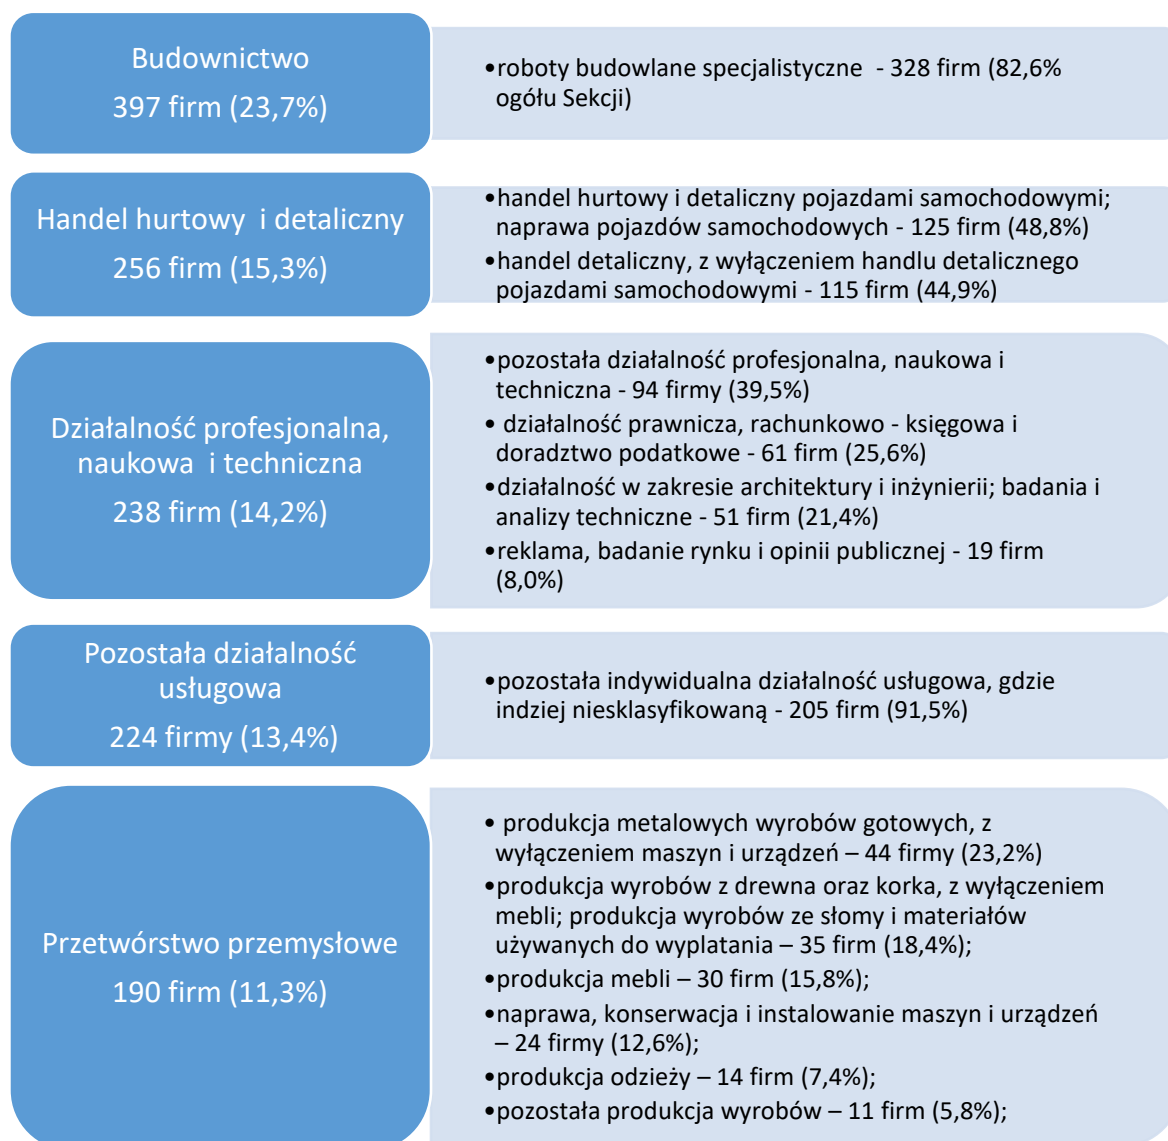 Budownictwo
397 firm (23,7%)
•roboty budowlane specjalistyczne - 328 firm (82,6%
ogółu Sekcji)
Handel hurtowy i detaliczny
256 firm (15,3%)
•handel hurtowy i detaliczny pojazdami samochodowymi;
naprawa pojazdów samochodowych - 125 firm (48,8%)
•handel detaliczny, z wyłączeniem handlu detalicznego
pojazdami samochodowymi - 115 firm (44,9%)
Działalność profesjonalna,
naukowa i techniczna
238 firm (14,2%)
•pozostała działalność profesjonalna, naukowa i
techniczna - 94 firmy (39,5%)
• działalność prawnicza, rachunkowo - księgowa i
doradztwo podatkowe - 61 firm (25,6%)
•działalność w zakresie architektury i inżynierii; badania i
analizy techniczne - 51 firm (21,4%)
•reklama, badanie rynku i opinii publicznej - 19 firm
(8,0%)
Pozostała działalność
usługowa
224 firmy (13,4%)
•pozostała indywidualna działalność usługowa, gdzie
indziej niesklasyfikowaną - 205 firm (91,5%)
Przetwórstwo przemysłowe
190 firm (11,3%)
• produkcja metalowych wyrobów gotowych, z
wyłączeniem maszyn i urządzeń – 44 firmy (23,2%)
•produkcja wyrobów z drewna oraz korka, z wyłączeniem
mebli; produkcja wyrobów ze słomy i materiałów
używanych do wyplatania – 35 firm (18,4%);
•produkcja mebli – 30 firm (15,8%);
•naprawa, konserwacja i instalowanie maszyn i urządzeń
– 24 firmy (12,6%);
•produkcja odzieży – 14 firm (7,4%);
•pozostała produkcja wyrobów – 11 firm (5,8%);